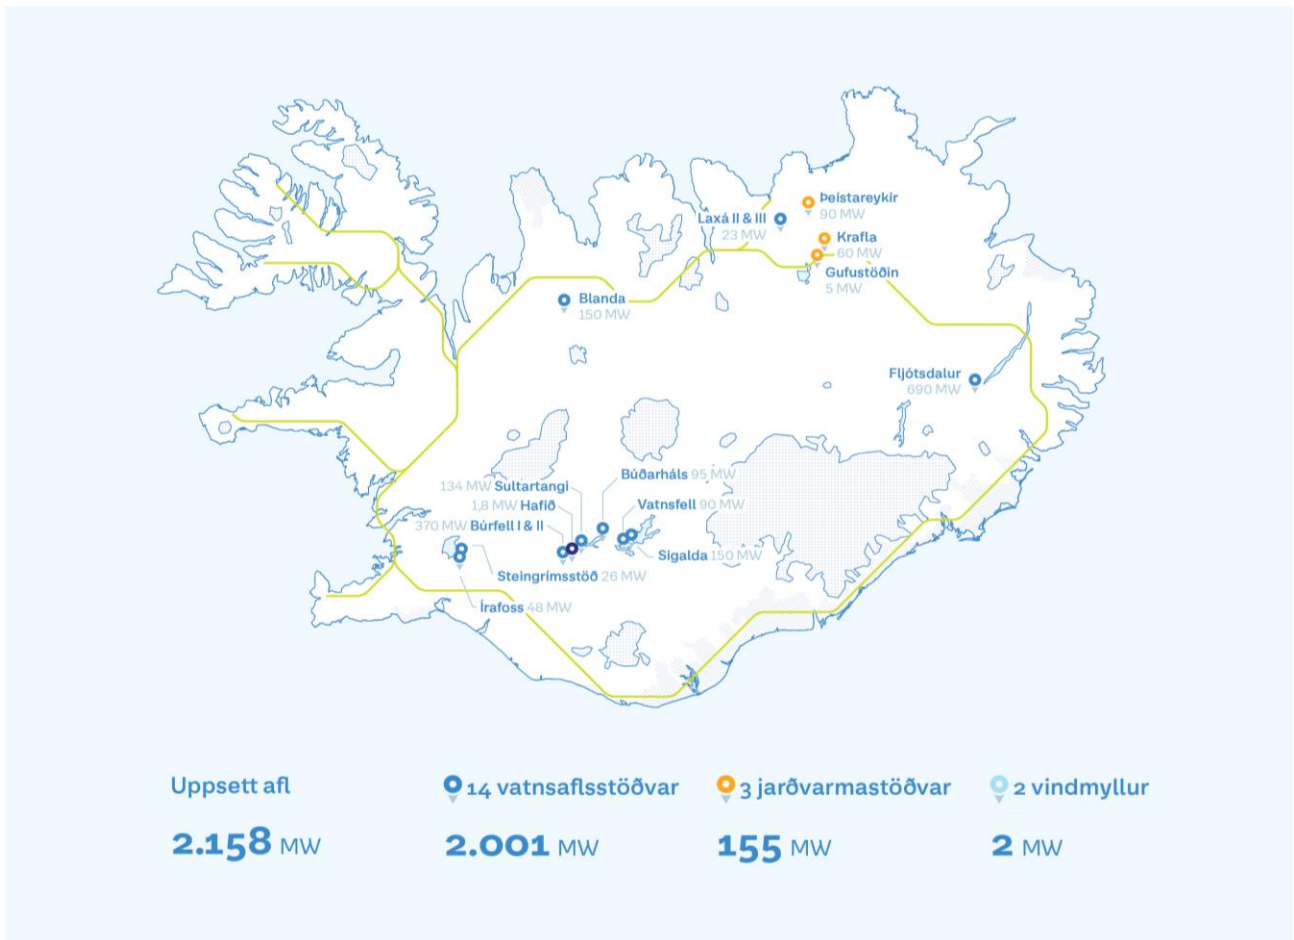 Þeistareykir
90 MW
Laxá II & III
23 MW
Krafla
60 MW
Gufustöðin
5 MW
Blanda
150 MW
Fljótsdalur
690 MW
Búðarháls 95 MW
134 MW Sultartangi
1,8 MW Hafið
Vatnsfell 90 MW
370 MW Búrfell I & II
Sigalda 150 MW
Steingrímsstöð 26 MW
Írafoss 48 MW
Uppsett afl
2.158 MW
14 vatnsaflsstöðvar
2.001 MW
3 jarðvarmastöðvar
155 MW
2 vindmyllur
2 MW